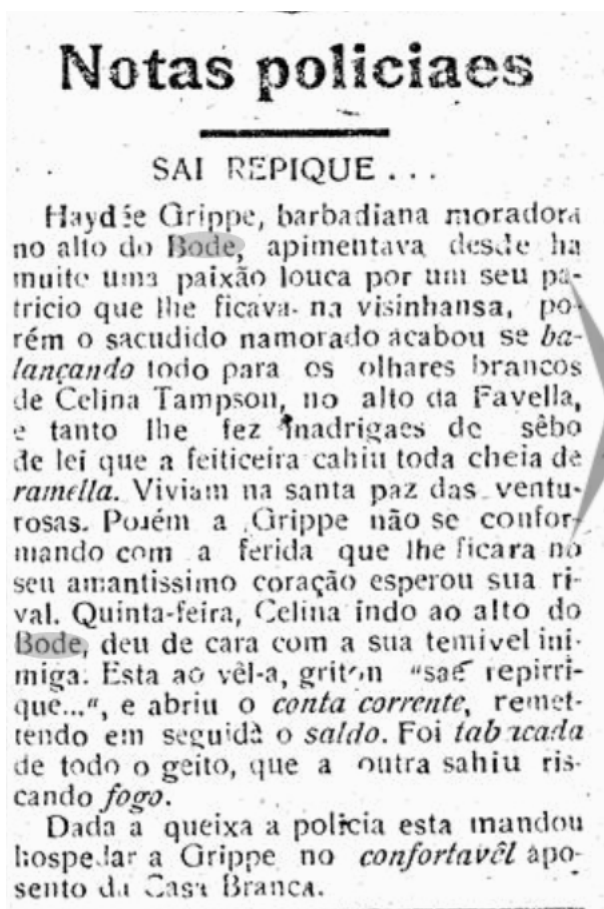 Notas policiaes
SAI REPIQUE...
Haydée Grippe, barbadiana moradora
no alto do Bode, apimentava desde ha
muito uma paixão louca por um seu pa-
tricio que lhe ficava na visinhansa, po-
rém o sacudido namorado acabou se ba-
lançando todo para os olhares brancos
de Celina Tampson, no alto da Favella,
e tanto lhe fez madrigaes de sêbo
de lei que a feiticeira cahiu toda cheia de
ramella. Viviam na santa paz das ventu-
rosas. Porém a Grippe não se confor-
mando com a ferida que lhe ficara no
seu amantissimo coração esperou sua ri-
val. Quinta-feira, Celina indo ao alto do
Bode, deu de cara com a sua temivel ini-
miga. Esta ao vêl-a, gritou "sae repirri-
que...", e abriu o conta corrente, remet-
tendo em seguida o saldo. Foi tabicada
de todo o geito, que a outra sahiu ris-
cando fogo.
Dada a queixa a policia esta mandou
hospedar a Grippe no confortavêl apo-
sento da Casa Branca.